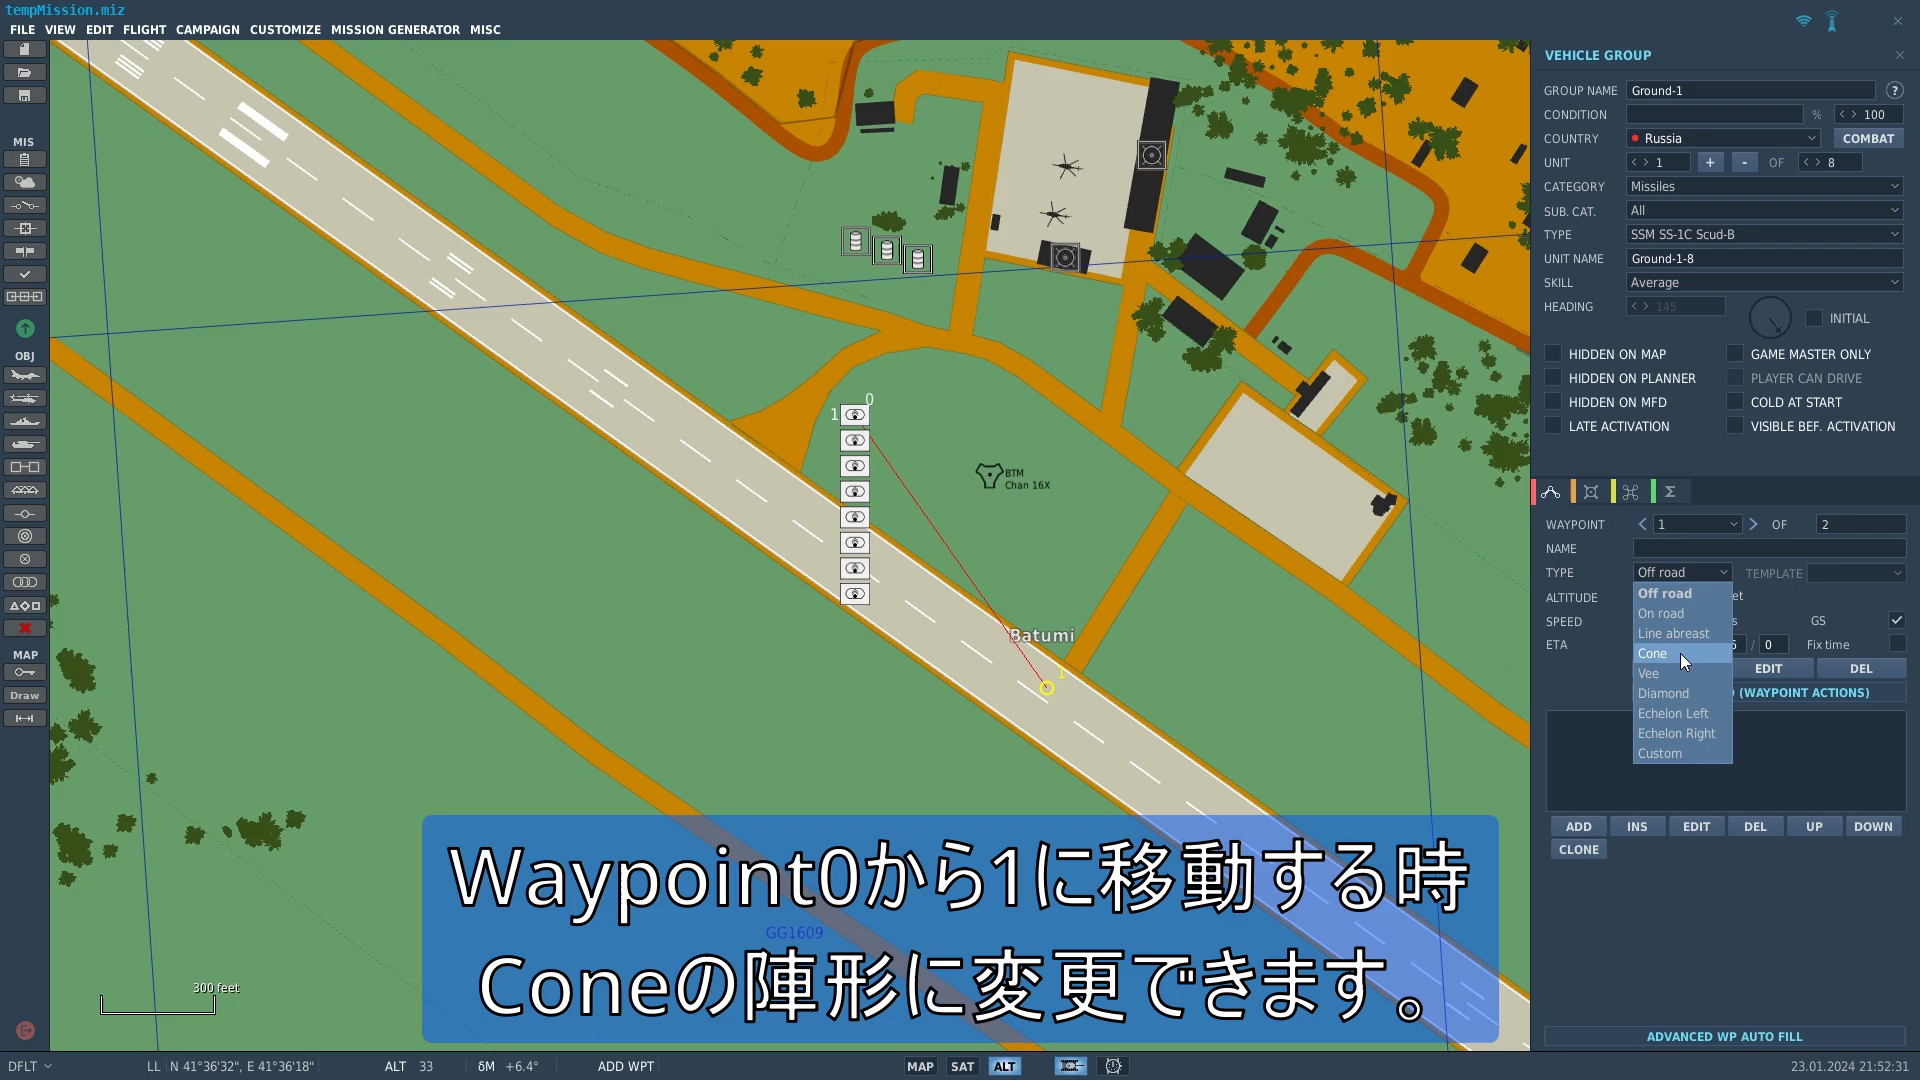 tempMission.miz
FILE VIEW EDIT FLIGHT CAMPAIGN CUSTOMIZE MISSION GENERATOR MISC
MIS
OBJ
MAP
Draw
0
1
BTM
Chan 16X
Batumi
1
GG1609
300 feet
Waypoint0から1に移動する時
Coneの陣形に変更できます。
VEHICLE GROUP
GROUP NAME Ground-1 ?
CONDITION % < > 100
COUNTRY Russia COMBAT
UNIT < > 1 + - OF < > 8
CATEGORY Missiles
SUB. CAT. All
TYPE SSM SS-1C Scud-B
UNIT NAME Ground-1-8
SKILL Average
HEADING < > 145 INITIAL
HIDDEN ON MAP GAME MASTER ONLY
HIDDEN ON PLANNER PLAYER CAN DRIVE
HIDDEN ON MFD COLD AT START
LATE ACTIVATION VISIBLE BEF. ACTIVATION
WAYPOINT < 1 > OF 2
NAME
TYPE Off road TEMPLATE
Off road
On road
Line abreast
Cone
Vee
Diamond
Echelon Left
Echelon Right
Custom
ALTITUDE et
SPEED s GS
ETA / 0 Fix time
EDIT DEL
(WAYPOINT ACTIONS)
ADD INS EDIT DEL UP DOWN
CLONE
ADVANCED WP AUTO FILL
DFLT LL N 41°36'32", E 41°36'18" ALT 33 δM +6.4° ADD WPT MAP SAT ALT 23.01.2024 21:52:31